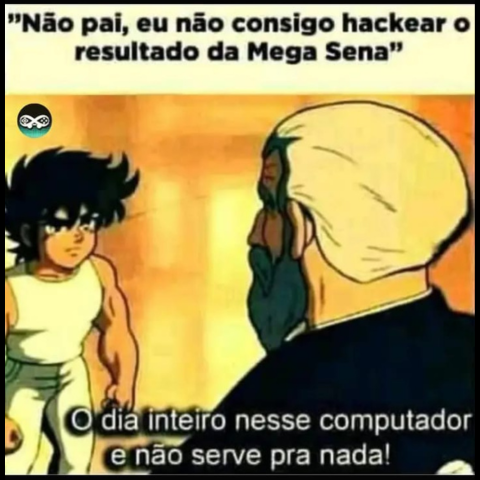 "Não pai, eu não consigo hackear o
resultado da Mega Sena"
O dia inteiro nesse computador
e não serve pra nada!